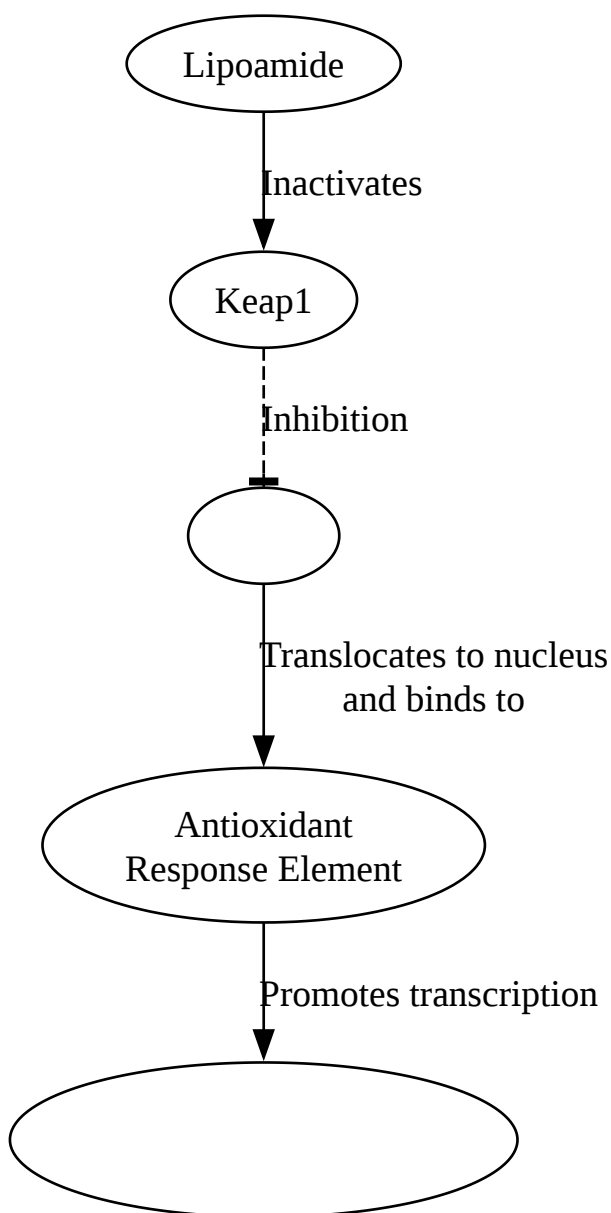 Lipoamide
Inactivates
Keap1
Inhibition
Translocates to nucleus
and binds to
Antioxidant
Response Element
Promotes transcription